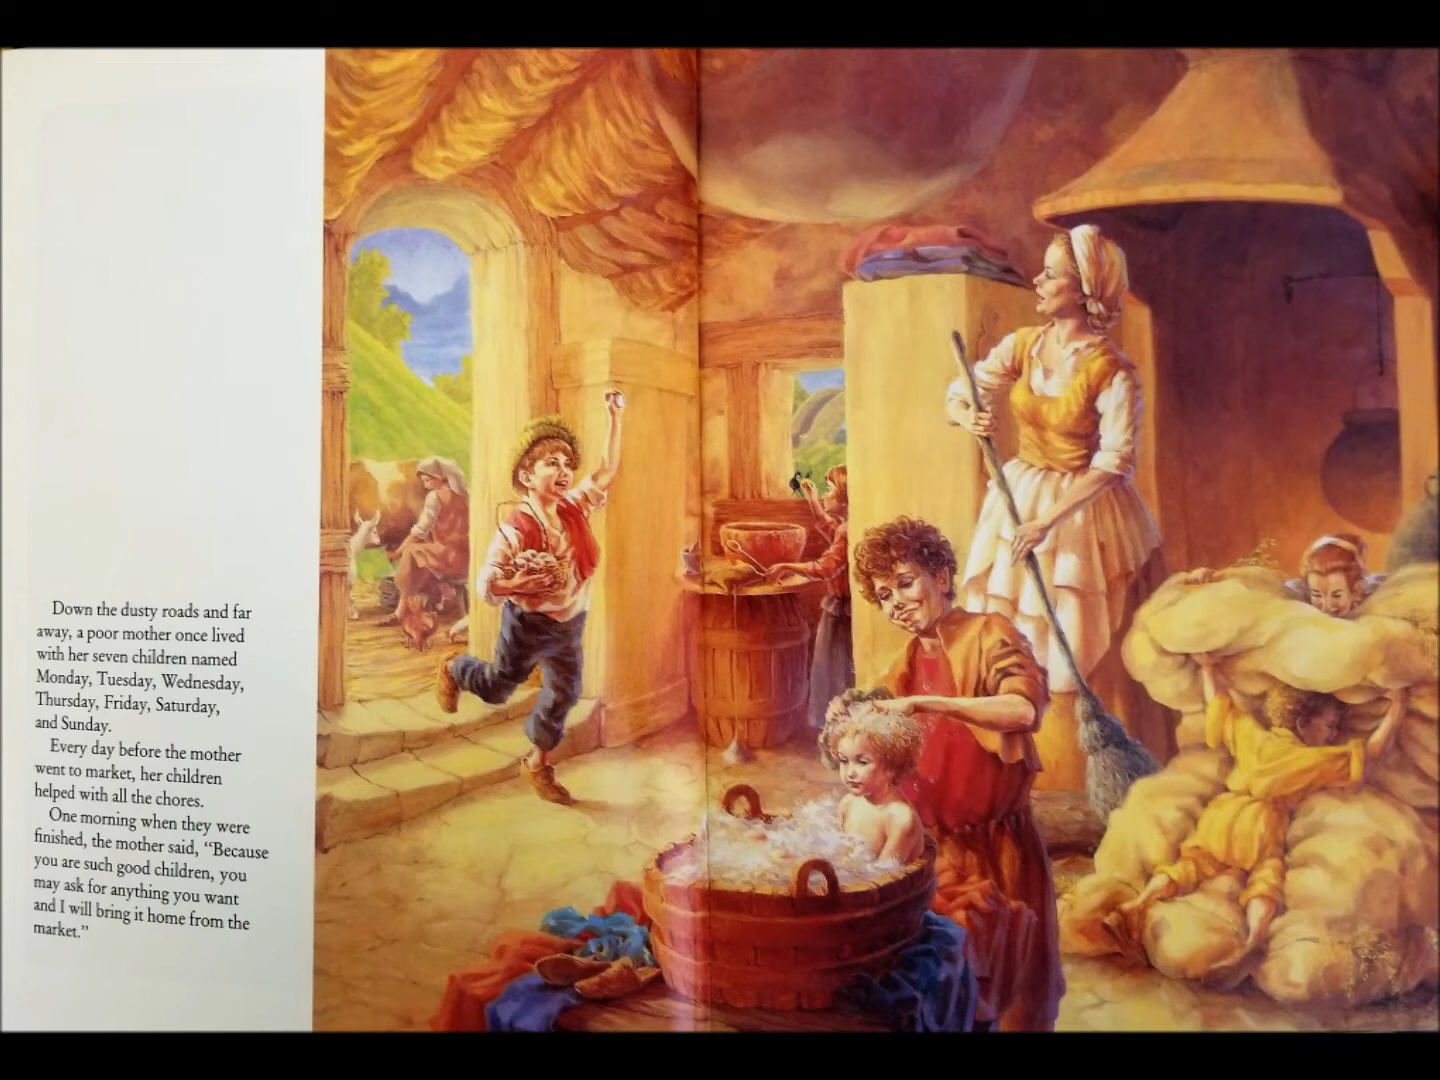 Down the dusty roads and far
away, a poor mother once lived
with her seven children named
Monday, Tuesday, Wednesday,
Thursday, Friday, Saturday,
and Sunday.
Every day before the mother
went to market, her children
helped with all the chores.
One morning when they were
finished, the mother said, “Because
you are such good children, you
may ask for anything you want
and I will bring it home from the
market.”